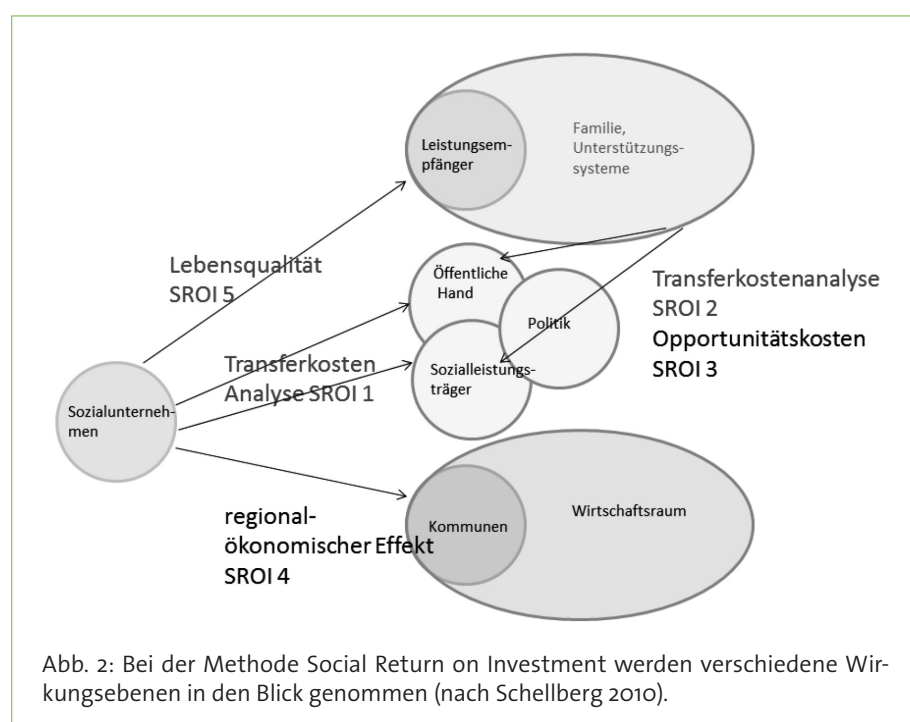 Leistungsem-
pfänger
Familie,
Unterstützungs-
systeme
Lebensqualität
SROI 5
Öffentliche
Hand
Politik
Transferkostenanalyse
SROI 2
Opportunitätskosten
SROI 3
Transferkosten
Analyse SROI 1
Sozialleistungs-
träger
Sozialunterneh-
men
regional-
ökonomischer Effekt
SROI 4
Kommunen
Wirtschaftsraum
Abb. 2: Bei der Methode Social Return on Investment werden verschiedene Wir-
kungsebenen in den Blick genommen (nach Schellberg 2010).